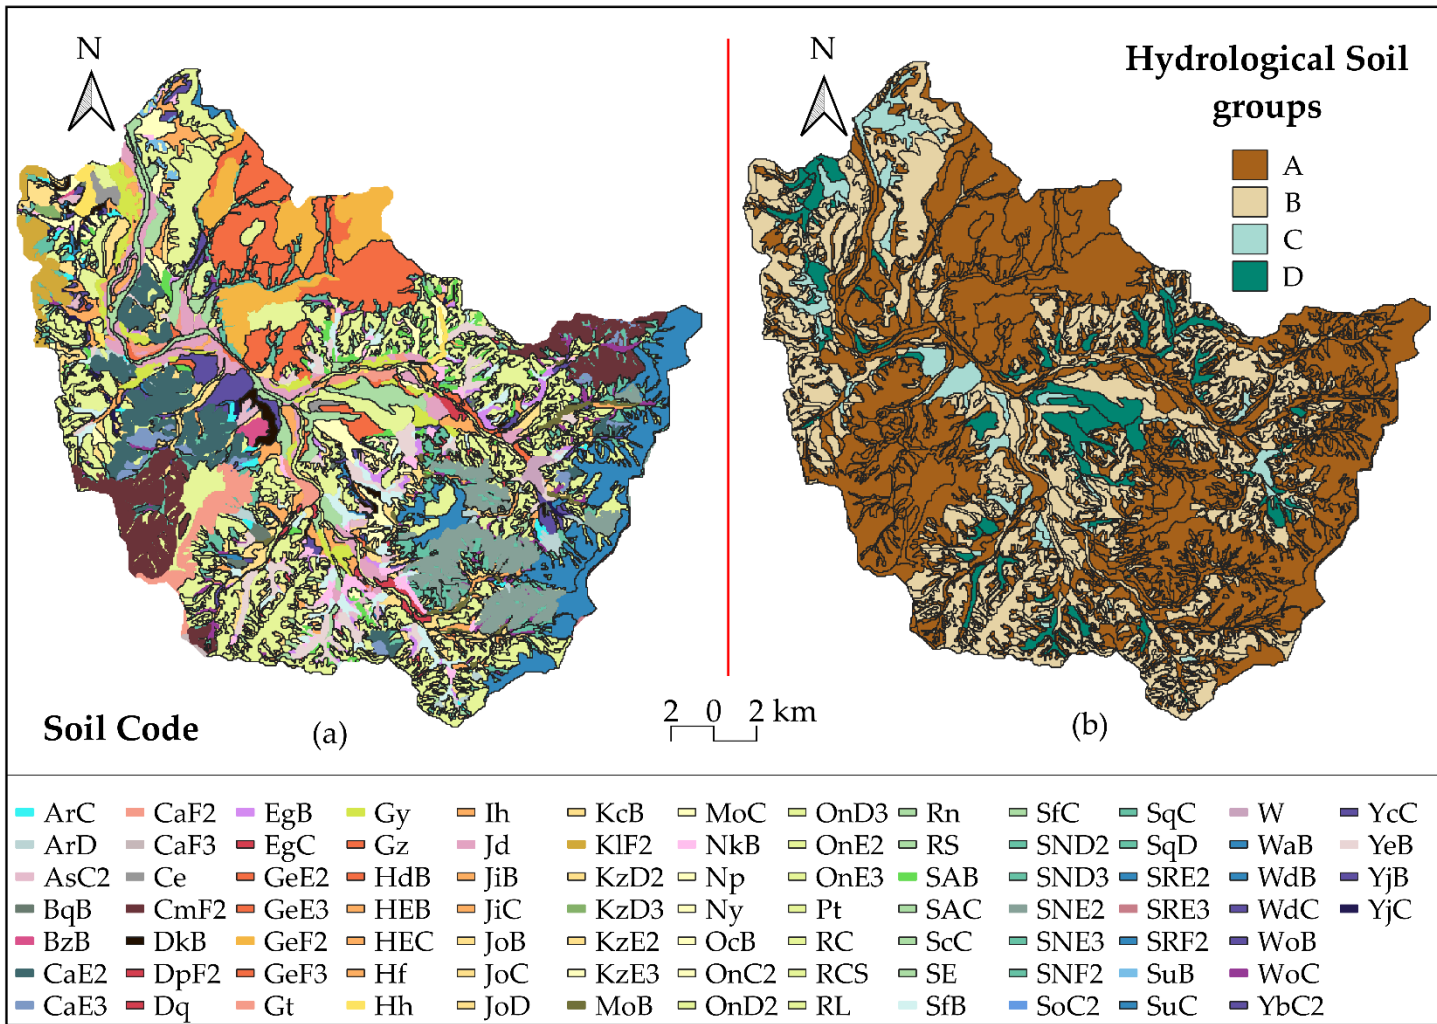 N
N
Hydrological Soil
groups
A
B
C
D
Soil Code
(a)
2 0 2 km
(b)
ArC CaF2 EgB Gy Ih KcB MoC OnD3 Rn SfC SqC W YcC
ArD CaF3 EgC Gz Jd KlF2 NkB OnE2 RS SND2 SqD WaB YeB
AsC2 Ce GeE2 HdB JiB KzD2 Np OnE3 SAB SND3 SRE2 WdB YjB
BqB CmF2 GeE3 HEB JiC KzD3 Ny Pt SAC SNE2 SRE3 WdC YjC
BzB DkB GeF2 HEC JoB KzE2 OcB RC ScC SNE3 SRF2 WoB
CaE2 DpF2 GeF3 Hf JoC KzE3 OnC2 RCS SE SNF2 SuB WoC
CaE3 Dq Gt Hh JoD MoB OnD2 RL SfB SoC2 SuC YbC2